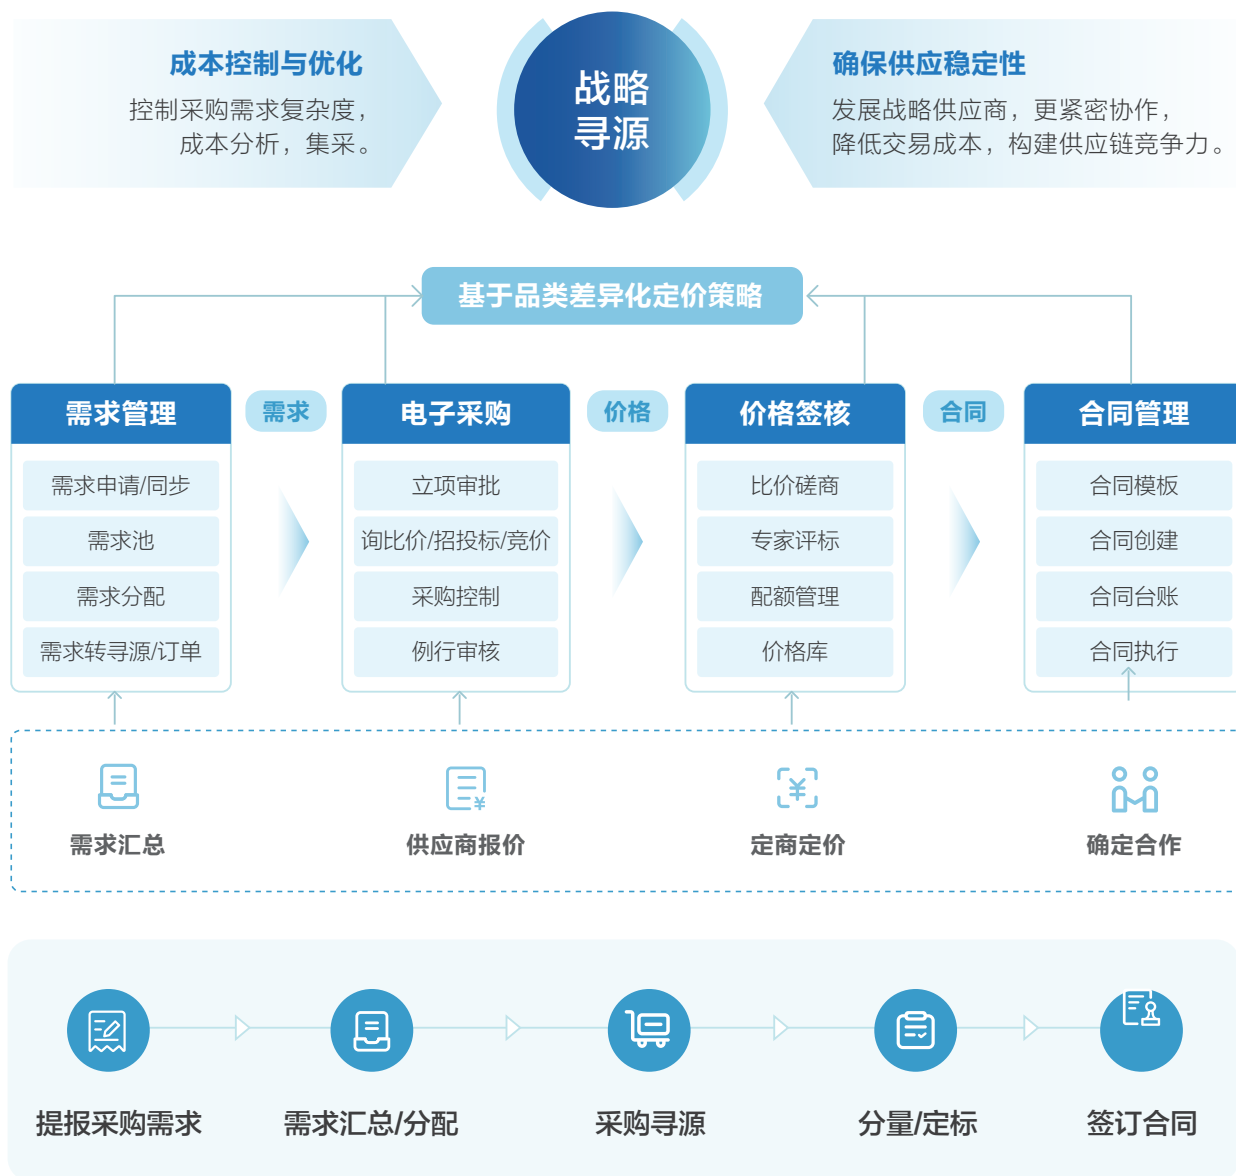 成本控制与优化
控制采购需求复杂度，
成本分析，集采。
战略
寻源
确保供应稳定性
发展战略供应商，更紧密协作，
降低交易成本，构建供应链竞争力。
基于品类差异化定价策略
需求管理
需求
电子采购
价格
价格签核
合同
合同管理
需求申请/同步
需求池
需求分配
需求转寻源/订单
立项审批
询比价/招投标/竞价
采购控制
例行审核
比价磋商
专家评标
配额管理
价格库
合同模板
合同创建
合同台账
合同执行
需求汇总
供应商报价
定商定价
确定合作
提报采购需求
需求汇总/分配
采购寻源
分量/定标
签订合同